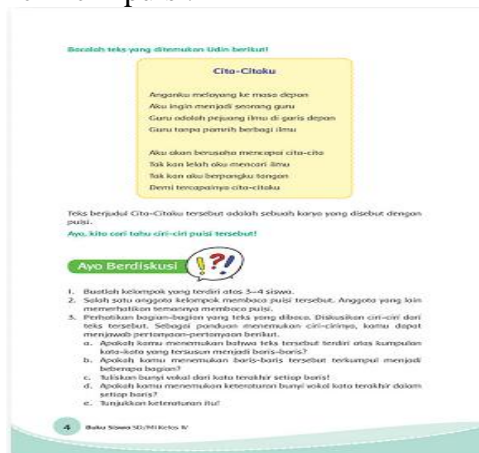 Bacalah teks yang ditemukan Udin berikut!
Cita-Citaku
Anganku melayang ke masa depan
Aku ingin menjadi seorang guru
Guru adalah pejuang ilmu di garis depan
Guru tanpa pamrih berbagi ilmu
Aku akan berusaha mencapai cita-cita
Tak kan lelah aku mencari ilmu
Tak kan aku berpangku tangan
Demi tercapainya cita-citaku
Teks berjudul Cita-Citaku tersebut adalah sebuah karya yang disebut dengan
puisi.
Ayo, kita cari tahu ciri-ciri puisi tersebut!
Ayo Berdiskusi
1. Buatlah kelompok yang terdiri atas 3–4 siswa.
2. Salah satu anggota kelompok membaca puisi tersebut. Anggota yang lain
memerhatikan temannya membaca puisi.
3. Perhatikan bagian-bagian yang teks yang dibaca. Diskusikan ciri-ciri dari
teks tersebut. Sebagai panduan menemukan ciri-cirinya, kamu dapat
menjawab pertanyaan-pertanyaan berikut.
a. Apakah kamu menemukan bahwa teks tersebut terdiri atas kumpulan
kata-kata yang tersusun menjadi baris-baris?
b. Apakah kamu menemukan baris-baris tersebut terkumpul menjadi
beberapa bagian?
c. Tuliskan bunyi vokal dari kata terakhir setiap baris!
d. Apakah kamu menemukan keteraturan bunyi vokal kata terakhir dalam
setiap baris?
e. Tunjukkan keteraturan itu!
4 Buku Siswa SD/MI Kelas IV